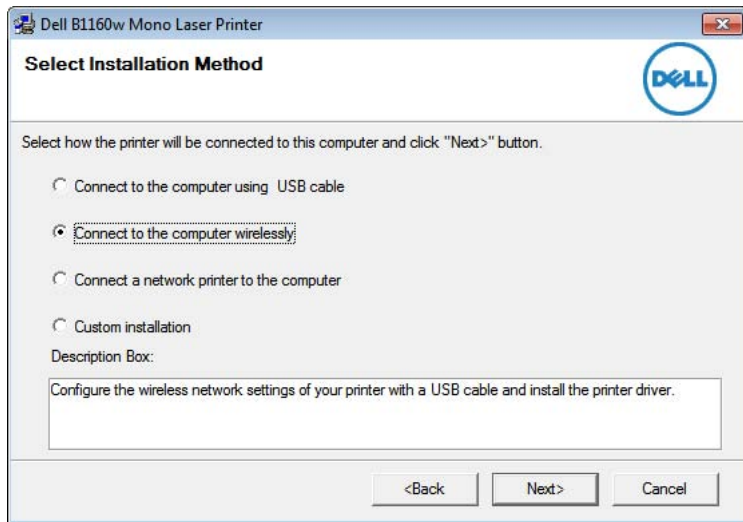 Dell B1160w Mono Laser Printer
Select Installation Method
DELL
Select how the printer will be connected to this computer and click "Next>" button.
Connect to the computer using  USB cable
Connect to the computer wirelessly
Connect a network printer to the computer
Custom installation
Description Box:
Configure the wireless network settings of your printer with a USB cable and install the printer driver.
<Back
Next>
Cancel